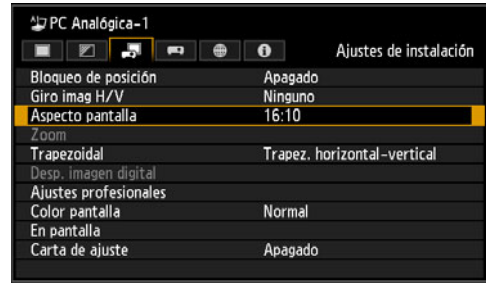 PC Analógica-1
Ajustes de instalación
Bloqueo de posición Apagado
Giro imag H/V Ninguno
Aspecto pantalla 16:10
Zoom
Trapezoidal Trapez. horizontal-vertical
Desp. imagen digital
Ajustes profesionales
Color pantalla Normal
En pantalla
Carta de ajuste Apagado